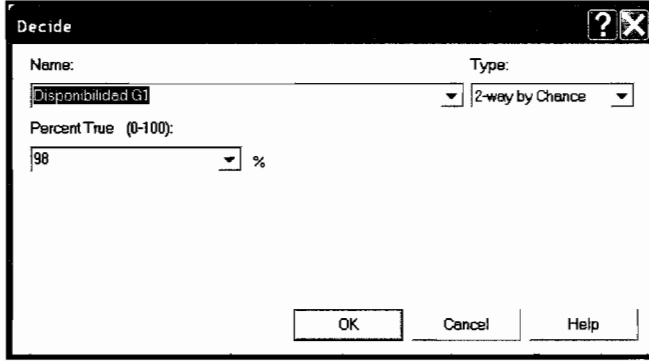 Decide
Name: Type:
Disponibilidad G1 2-way by Chance
Percent True (0-100):
98 %
OK Cancel Help